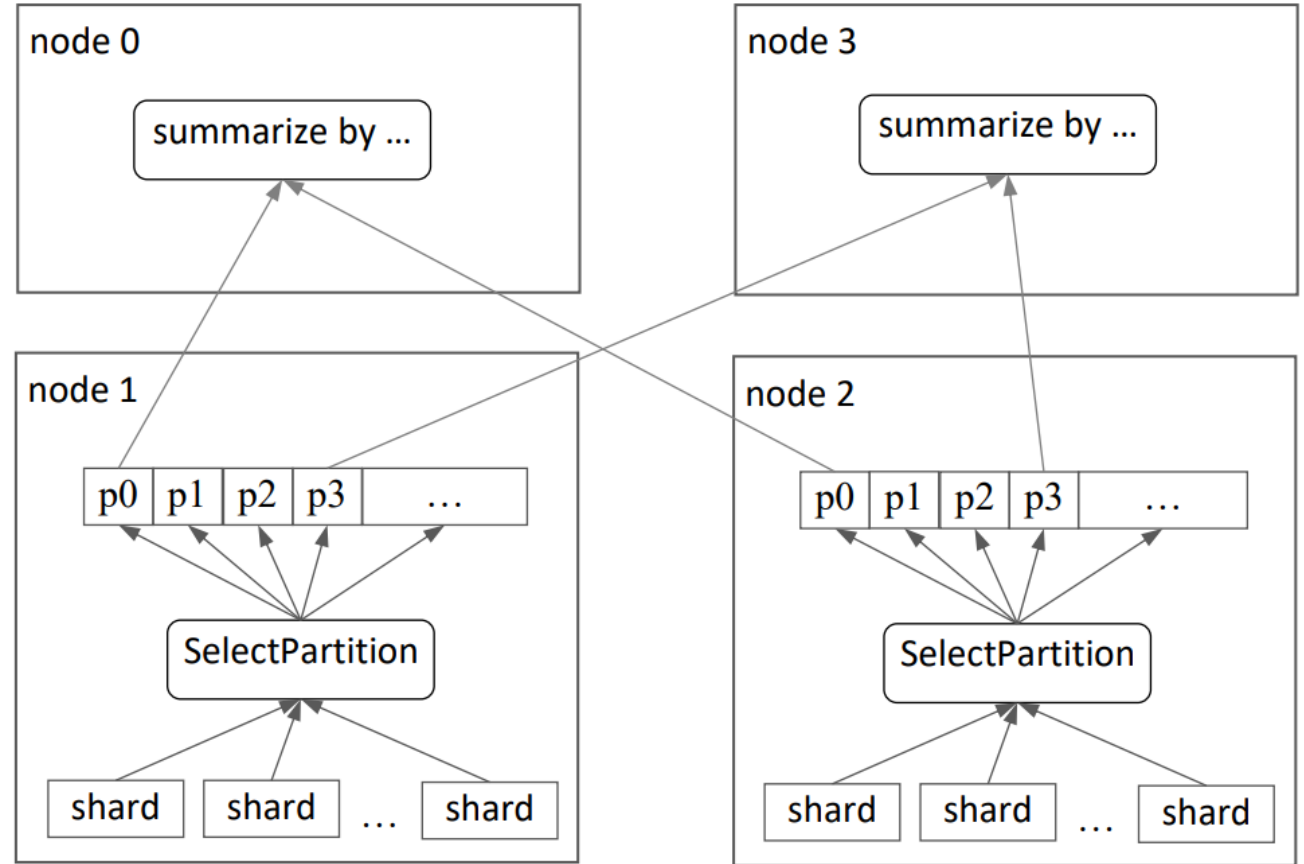 node 0
summarize by ...
node 3
summarize by ...
node 1
p0 p1 p2 p3 ...
SelectPartition
shard shard ... shard
node 2
p0 p1 p2 p3 ...
SelectPartition
shard shard ... shard